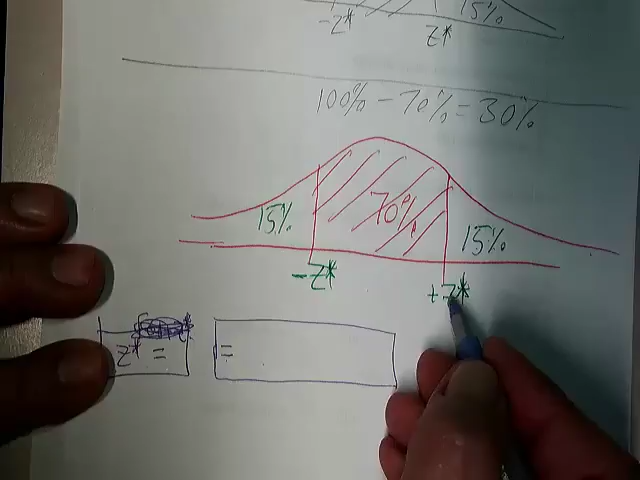 -Z* Z* 15%
100% - 70% = 30%
15% 70% 15%
-Z* +Z*
Z* = =